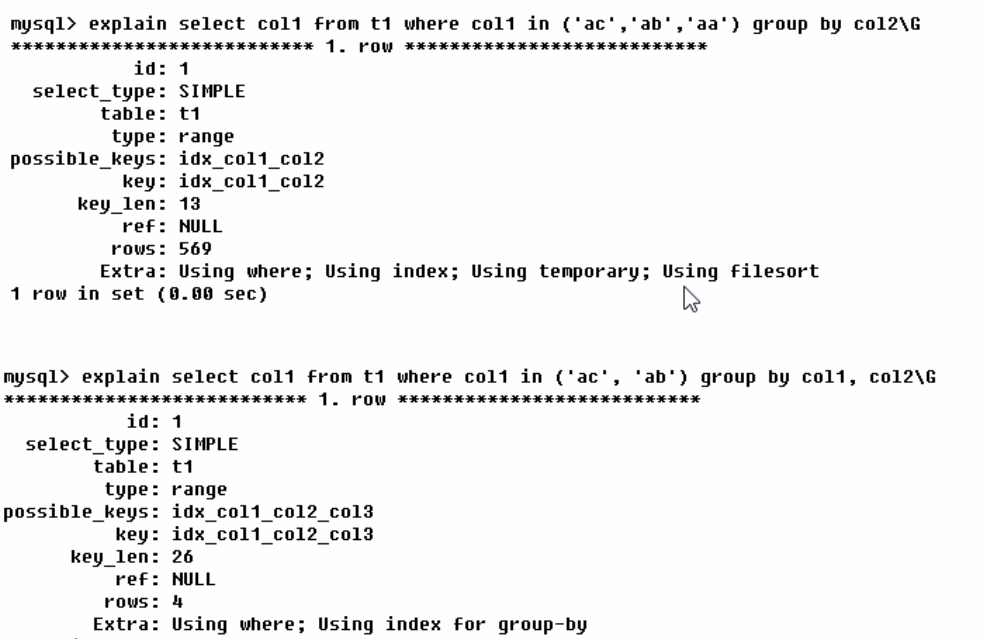 mysql> explain select col1 from t1 where col1 in ('ac','ab','aa') group by col2\G
*************************** 1. row ***************************
id: 1
select_type: SIMPLE
table: t1
type: range
possible_keys: idx_col1_col2
key: idx_col1_col2
key_len: 13
ref: NULL
rows: 569
Extra: Using where; Using index; Using temporary; Using filesort
1 row in set (0.00 sec)
mysql> explain select col1 from t1 where col1 in ('ac', 'ab') group by col1, col2\G
*************************** 1. row ***************************
id: 1
select_type: SIMPLE
table: t1
type: range
possible_keys: idx_col1_col2_col3
key: idx_col1_col2_col3
key_len: 26
ref: NULL
rows: 4
Extra: Using where; Using index for group-by